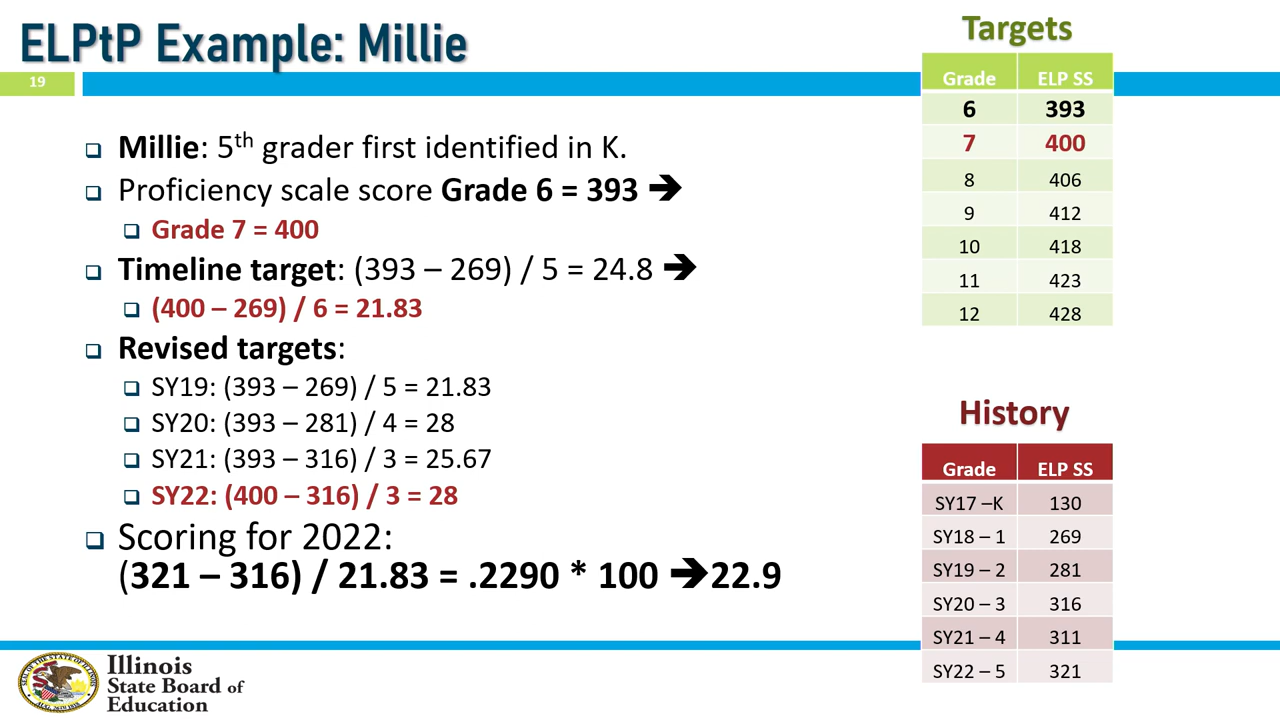 ELPtP Example: Millie
19
Millie: 5th grader first identified in K.
Proficiency scale score Grade 6 = 393 🡺
Grade 7 = 400
Timeline target: (393 – 269) / 5 = 24.8 🡺
(400 – 269) / 6 = 21.83
Revised targets:
SY19: (393 – 269) / 5 = 21.83
SY20: (393 – 281) / 4 = 28
SY21: (393 – 316) / 3 = 25.67
SY22: (400 – 316) / 3 = 28
Scoring for 2022:
(321 – 316) / 21.83 = .2290 * 100 🡺22.9
Targets
Grade ELP SS
6 393
7 400
8 406
9 412
10 418
11 423
12 428
History
Grade ELP SS
SY17 –K 130
SY18 – 1 269
SY19 – 2 281
SY20 – 3 316
SY21 – 4 311
SY22 – 5 321
Illinois
State Board of
Education